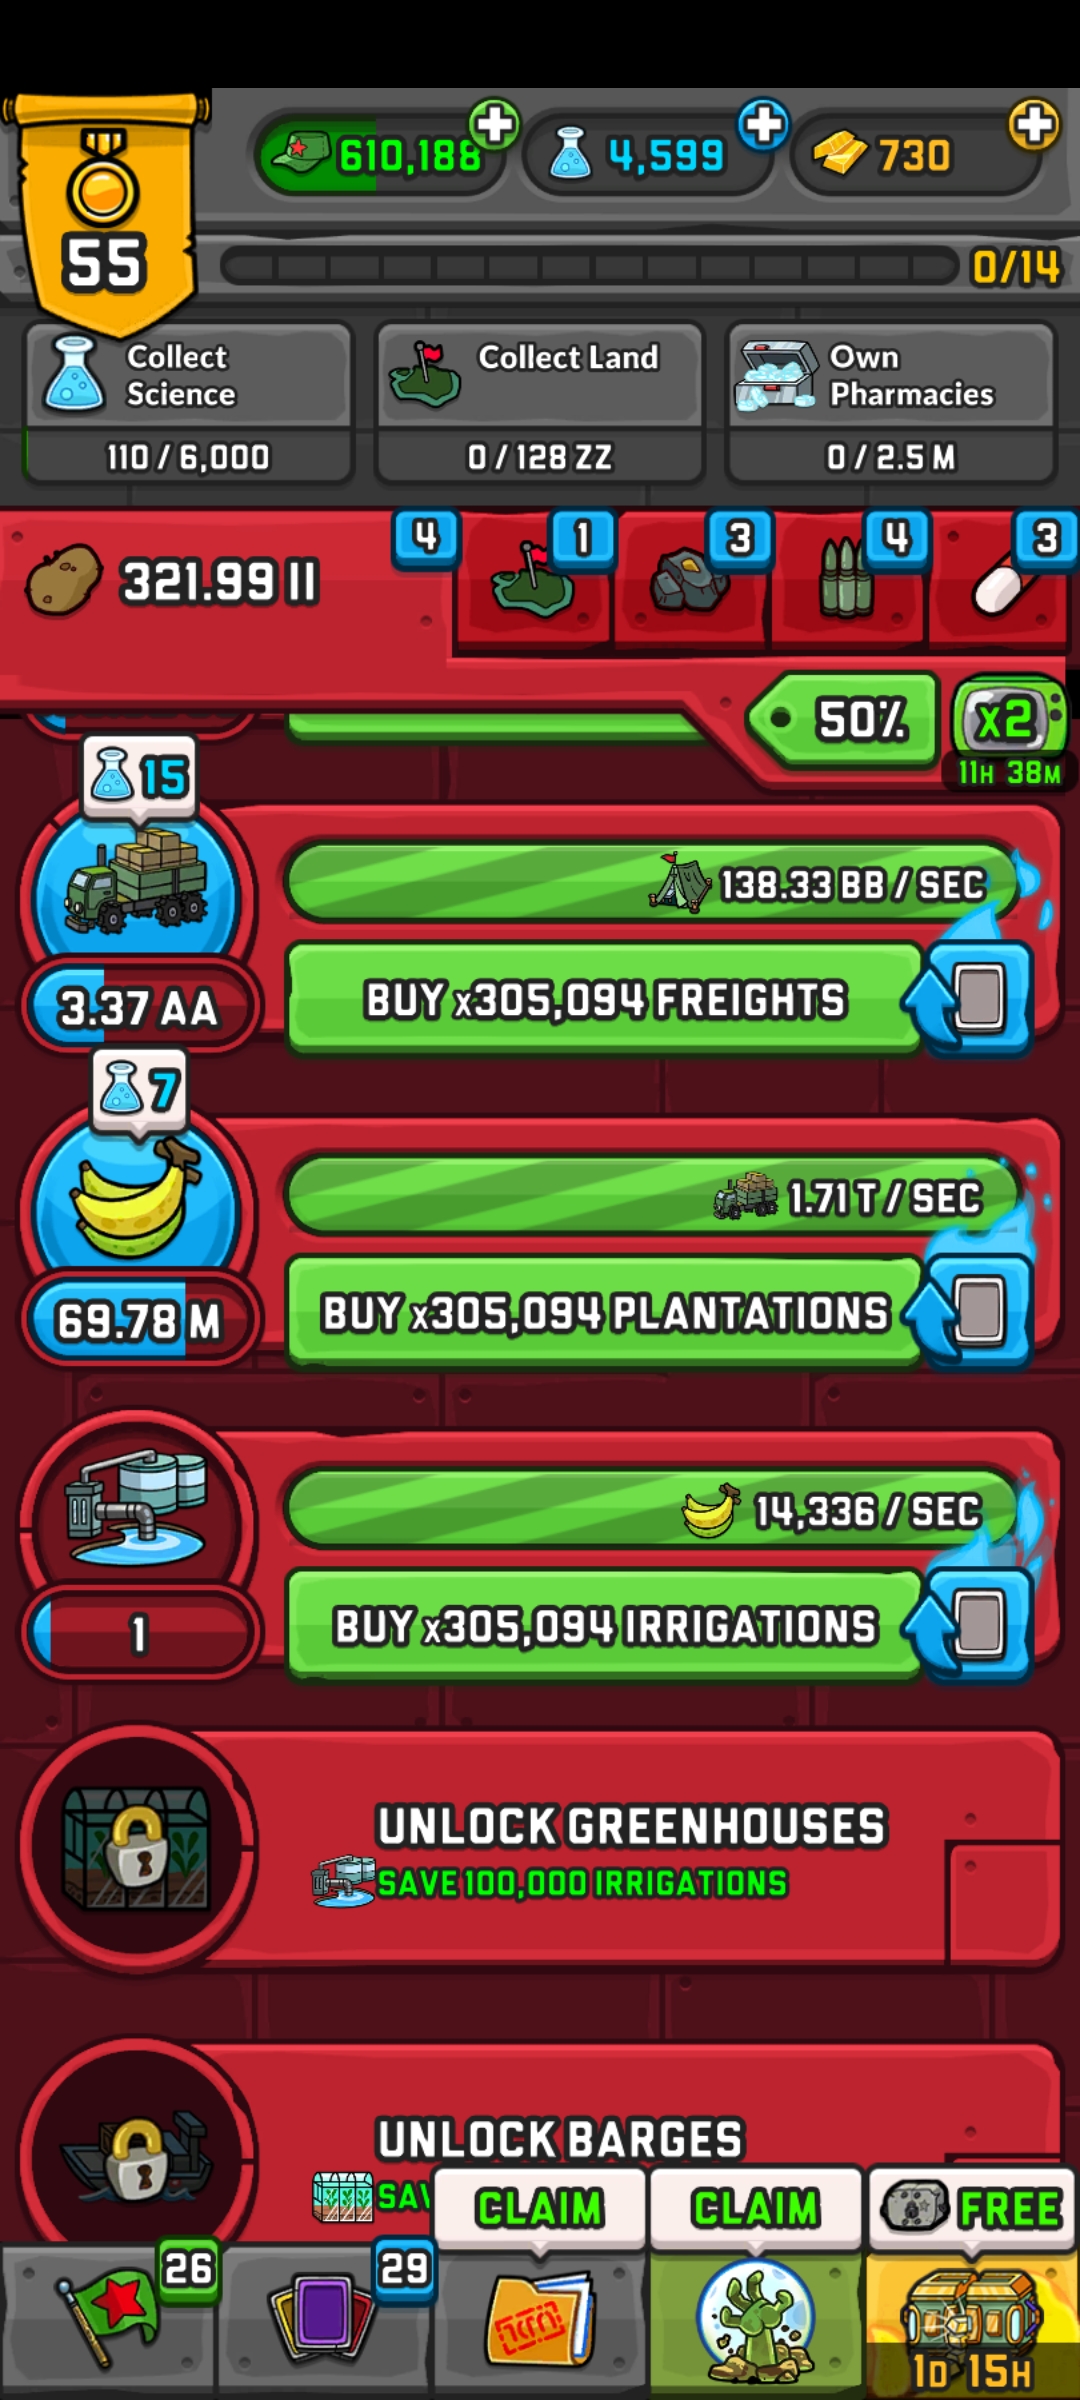 610,188
4,599
730
55
0/14
Collect
Science
110 / 6,000
Collect Land
0 / 128 ZZ
Own
Pharmacies
0 / 2.5 M
321.99 II
4
1
3
4
3
50%
x2
11H 38M
15
138.33 BB / SEC
3.37 AA
BUY x305,094 FREIGHTS
7
1.71 T / SEC
69.78 M
BUY x305,094 PLANTATIONS
14,336 / SEC
1
BUY x305,094 IRRIGATIONS
UNLOCK GREENHOUSES
SAVE 100,000 IRRIGATIONS
UNLOCK BARGES
CLAIM
CLAIM
FREE
26
29
1D 15H